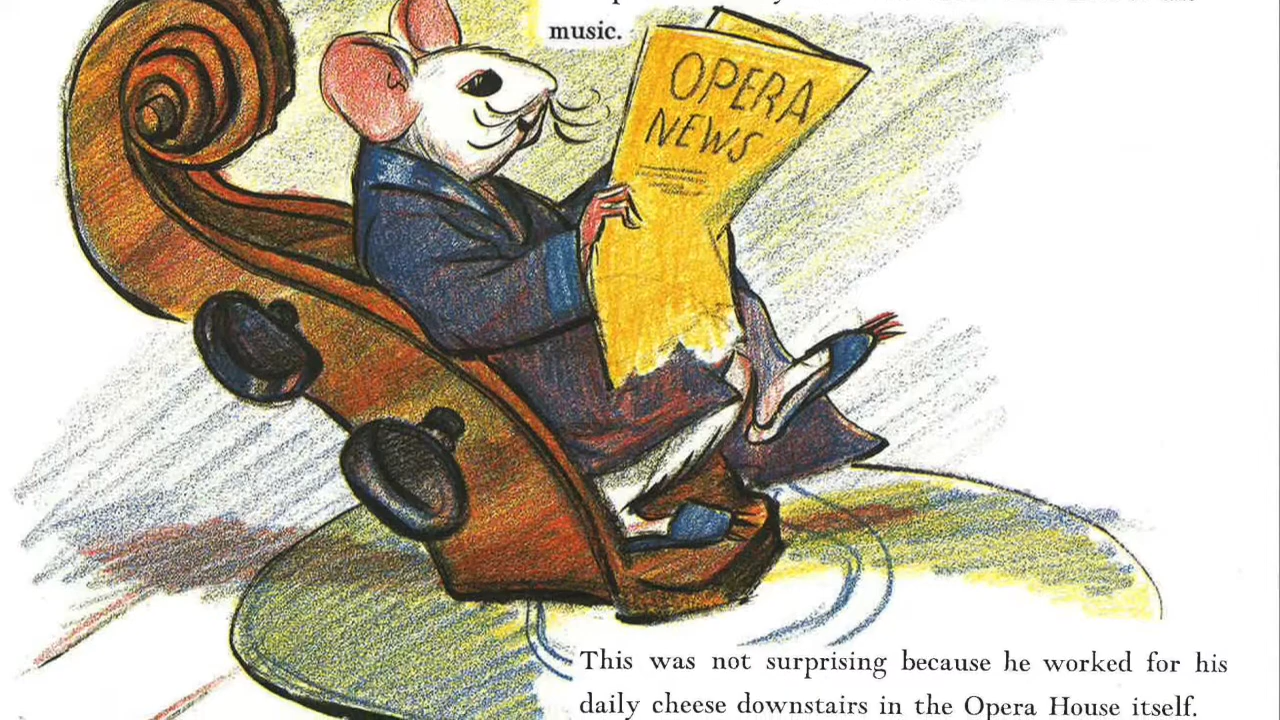 music.
OPERA
NEWS
This was not surprising because he worked for his
daily cheese downstairs in the Opera House itself.